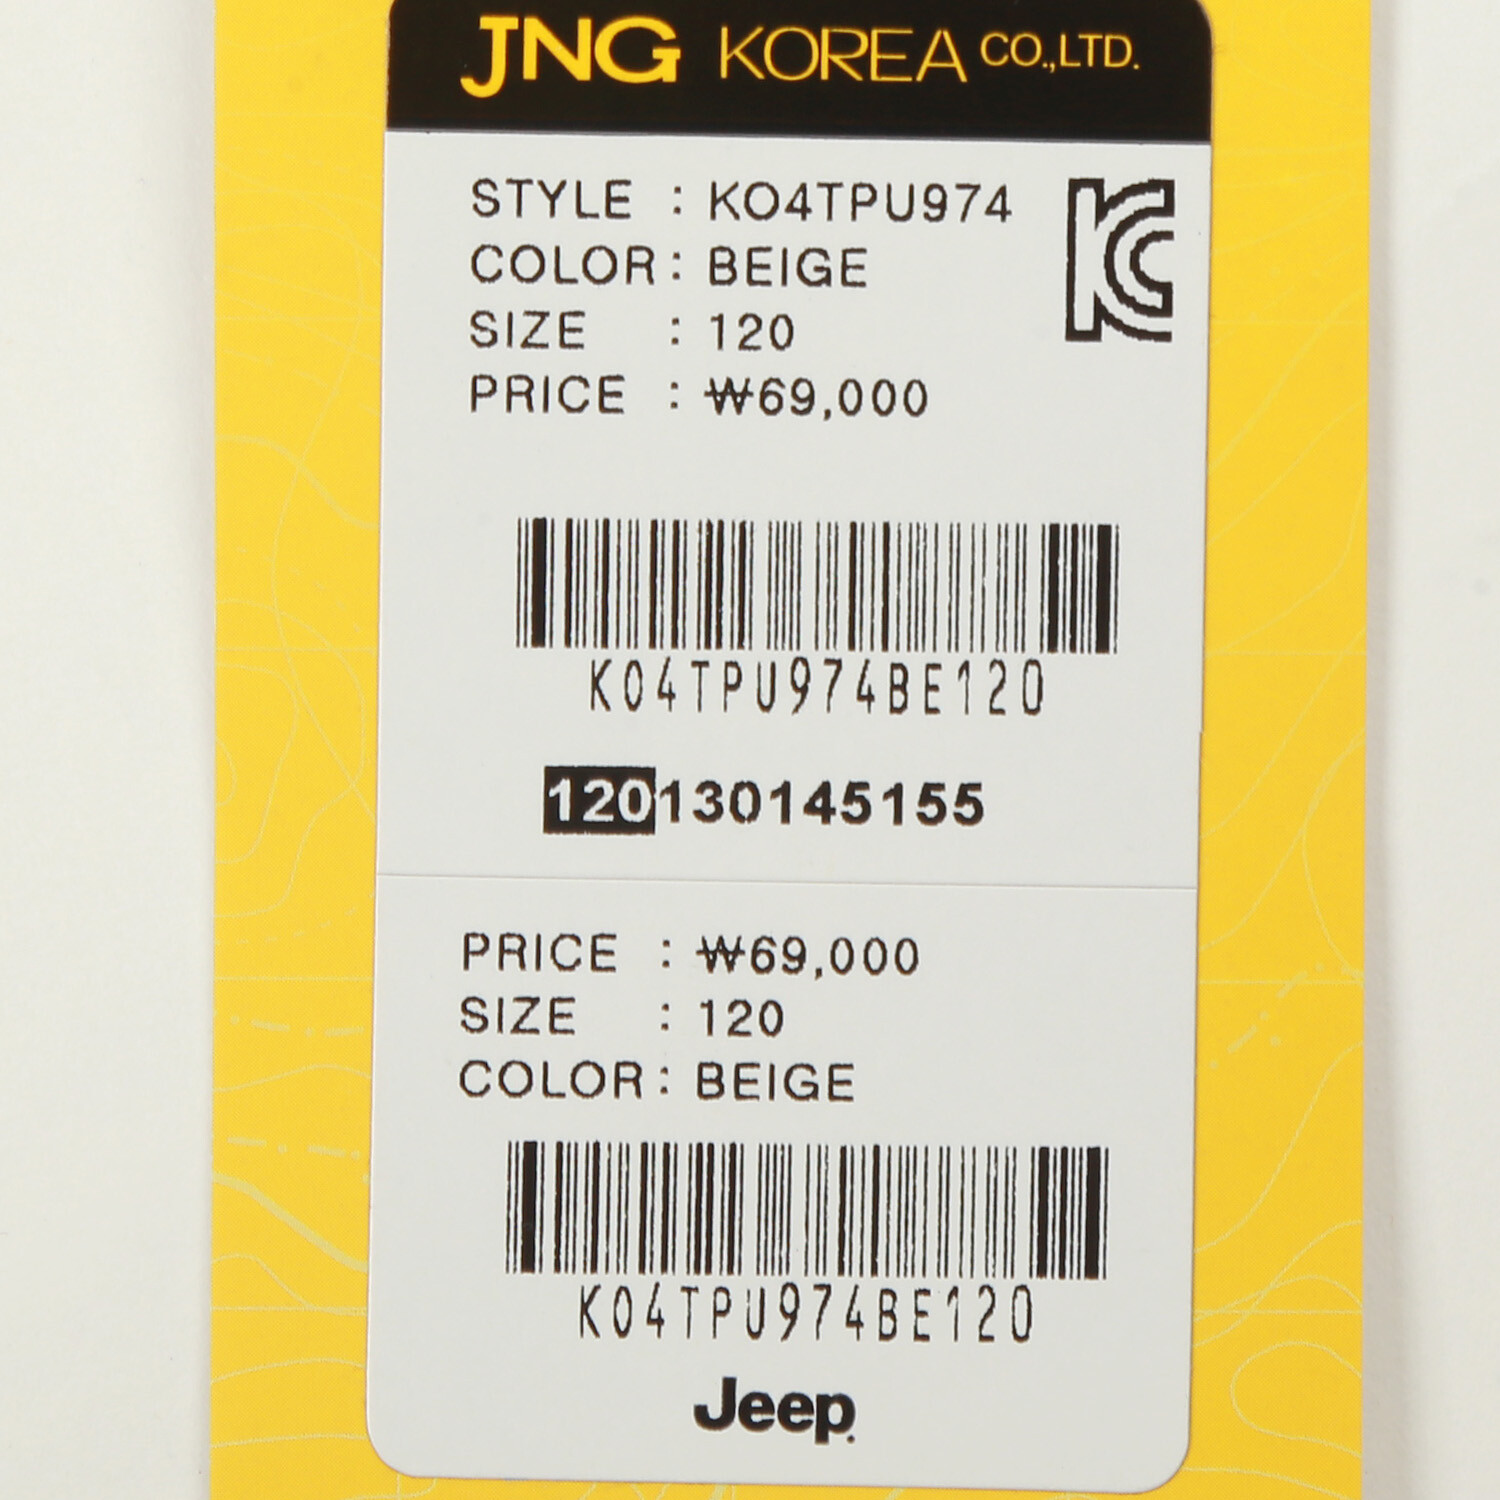 JNG KOREA CO.,LTD.
STYLE : KO4TPU974
COLOR : BEIGE
SIZE : 120
PRICE : ₩69,000
KC
K04TPU974BE120
120130145155
PRICE : ₩69,000
SIZE : 120
COLOR : BEIGE
K04TPU974BE120
Jeep.